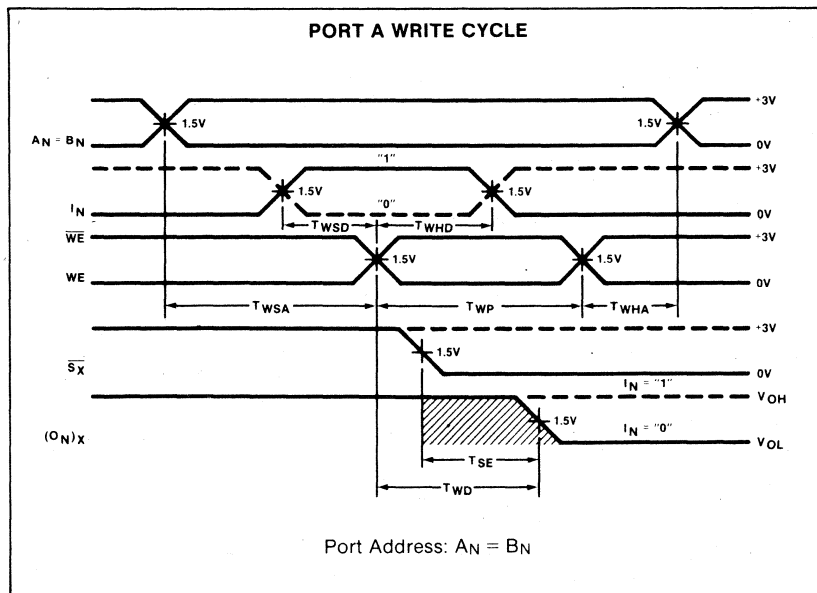 PORT A WRITE CYCLE
+3V
1.5V
1.5V
AN = BN
0V
"1"
+3V
1.5V
1.5V
IN
"0"
0V
TWSD
TWHD
WE
+3V
1.5V
1.5V
WE
0V
TWSA
TWP
TWHA
+3V
1.5V
SX
0V
IN = "1"
VOH
1.5V
IN = "0"
(ON)X
VOL
TSE
TWD
Port Address: AN = BN